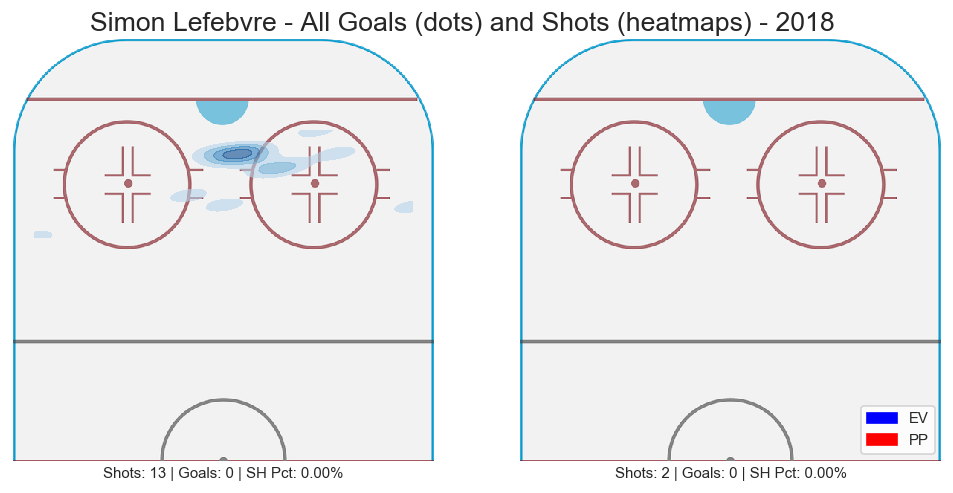 Simon Lefebvre - All Goals (dots) and Shots (heatmaps) - 2018
EV
PP
Shots: 13 | Goals: 0 | SH Pct: 0.00%
Shots: 2 | Goals: 0 | SH Pct: 0.00%